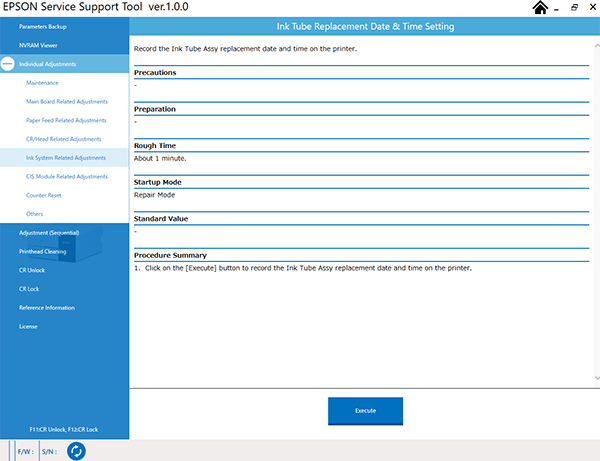 EPSON Service Support Tool ver.1.0.0
Parameters Backup
NVRAM Viewer
Individual Adjustments
Maintenance
Main Board Related Adjustments
Paper Feed Related Adjustments
CR/Head Related Adjustments
Ink System Related Adjustments
CIS Module Related Adjustments
Counter Reset
Others
Adjustment (Sequential)
Printhead Cleaning
CR Unlock
CR Lock
Reference Information
License
F11:CR Unlock, F12:CR Lock
Ink Tube Replacement Date & Time Setting
Record the Ink Tube Assy replacement date and time on the printer.
Precautions
-
Preparation
-
Rough Time
About 1 minute.
Startup Mode
Repair Mode
Standard Value
-
Procedure Summary
1. Click on the [Execute] button to record the Ink Tube Assy replacement date and time on the printer.
Execute
F/W : S/N :